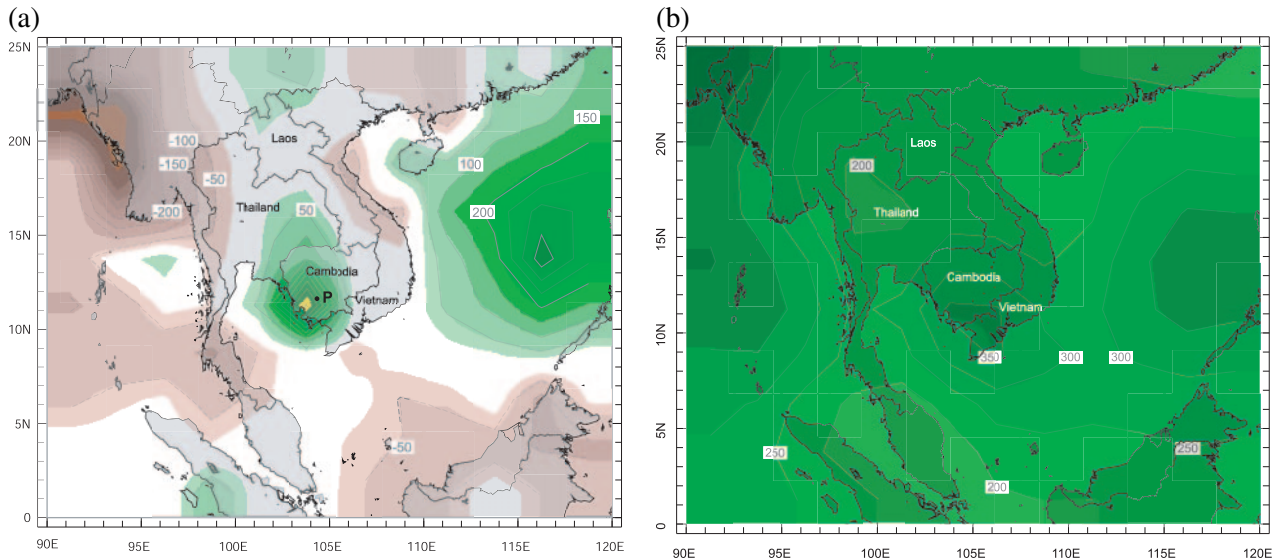 (a)
(b)
25N
20N
15N
10N
5N
0
90E
95E
100E
105E
110E
115E
120E
150
-100
-150
-50
-200
Laos
100
200
Thailand
50
Cambodia
P
Vietnam
-50
25N
20N
15N
10N
5N
0
90E
95E
100E
105E
110E
115E
120E
Laos
200
Thailand
Cambodia
Vietnam
350
300
300
250
250
200